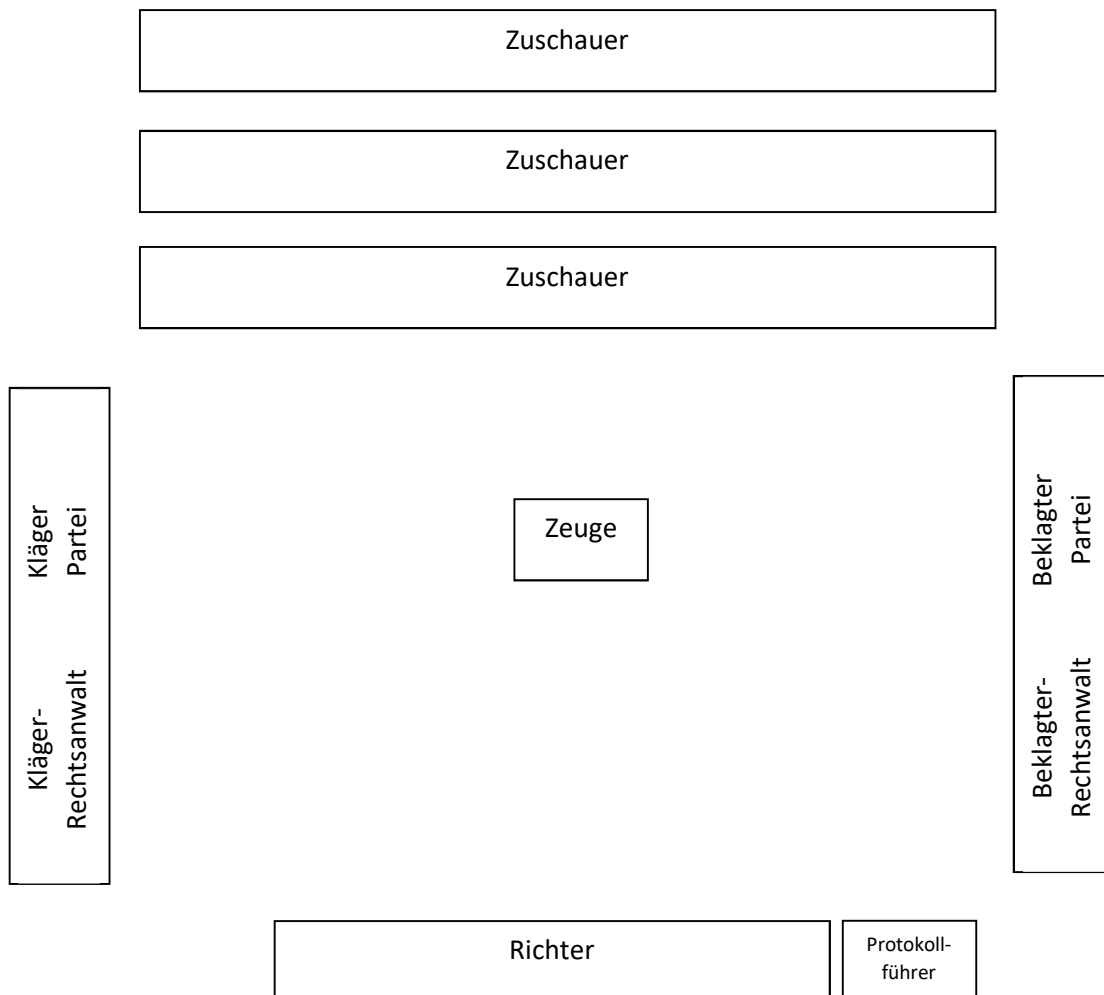 Zuschauer
Zuschauer
Zuschauer
Kläger
Partei
Kläger-
Rechtsanwalt
Zeuge
Beklagter
Partei
Beklagter-
Rechtsanwalt
Richter
Protokoll-
führer